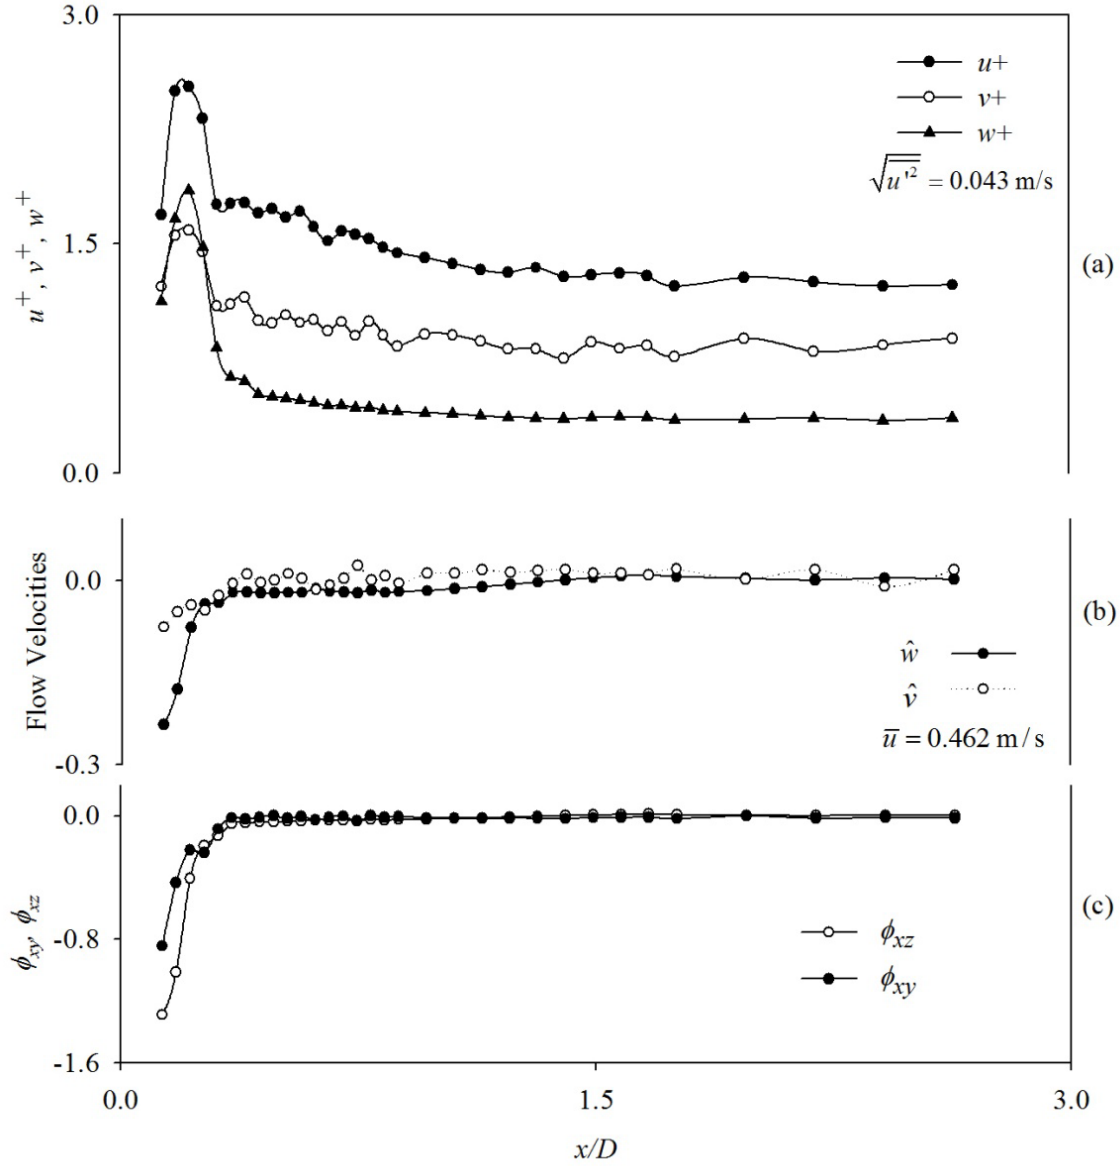 3.0
u+
v+
w+
√u'² = 0.043 m/s
1.5
u⁺, v⁺, w⁺
(a)
0.0
0.0
Flow Velocities
(b)
ŵ
v̂
u̅ = 0.462 m/s
-0.3
0.0
ϕxy, ϕxz
(c)
-0.8
ϕxz
ϕxy
-1.6
0.0 1.5 3.0
x/D